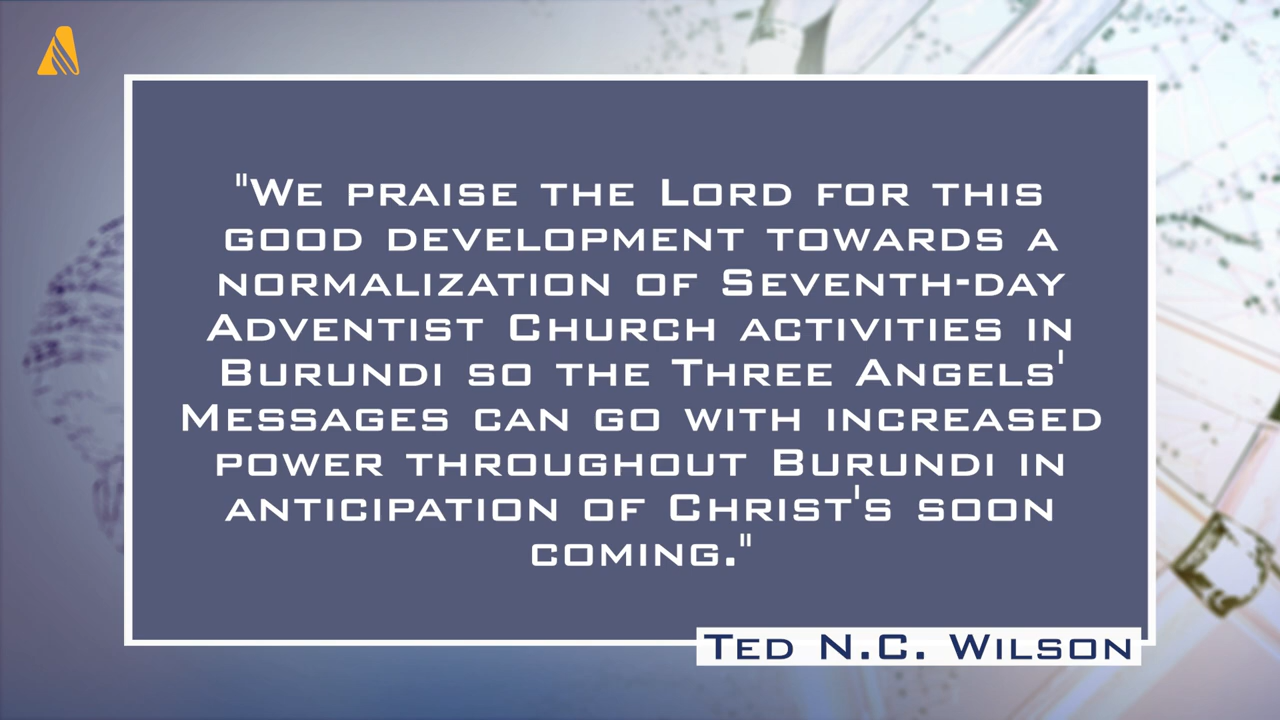 "We praise the Lord for this
good development towards a
normalization of Seventh-day
Adventist Church activities in
Burundi so the Three Angels'
Messages can go with increased
power throughout Burundi in
anticipation of Christ's soon
coming."
Ted N.C. Wilson